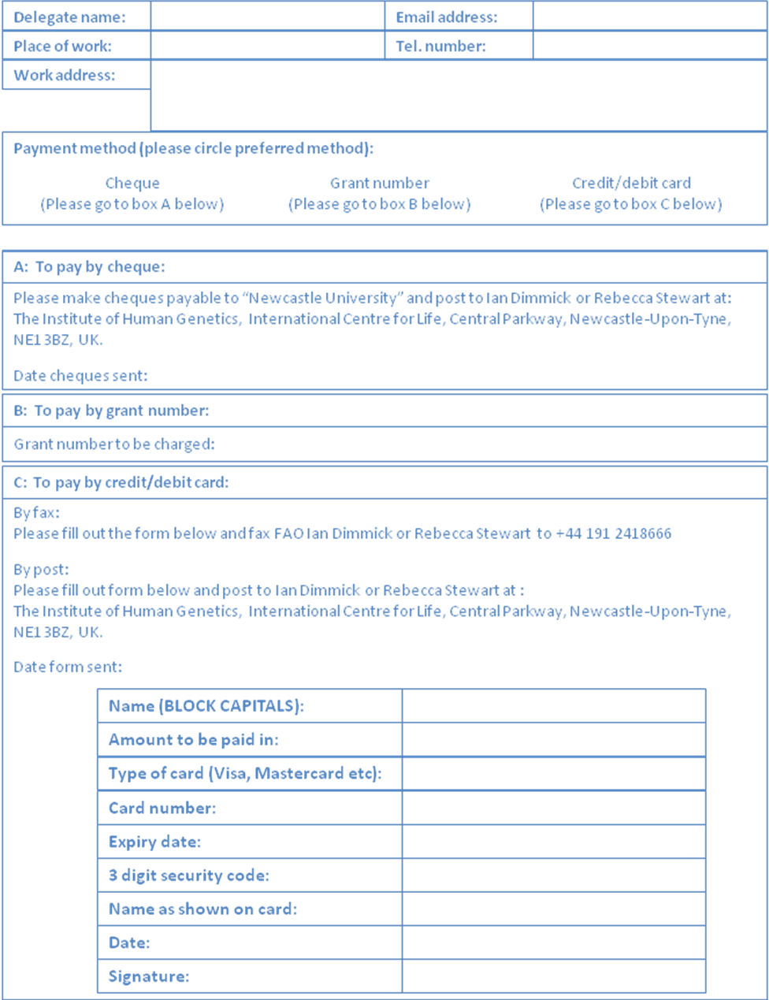 Delegate name: Email address:
Place of work: Tel. number:
Work address:
Payment method (please circle preferred method):
Cheque Grant number Credit/debit card
(Please go to box A below) (Please go to box B below) (Please go to box C below)
A: To pay by cheque:
Please make cheques payable to “Newcastle University” and post to Ian Dimmick or Rebecca Stewart at:
The Institute of Human Genetics, International Centre for Life, Central Parkway, Newcastle-Upon-Tyne,
NE1 3BZ, UK.
Date cheques sent:
B: To pay by grant number:
Grant number to be charged:
C: To pay by credit/debit card:
By fax:
Please fill out the form below and fax FAO Ian Dimmick or Rebecca Stewart to +44 191 2418666
By post:
Please fill out form below and post to Ian Dimmick or Rebecca Stewart at :
The Institute of Human Genetics, International Centre for Life, Central Parkway, Newcastle-Upon-Tyne,
NE1 3BZ, UK.
Date form sent:
Name (BLOCK CAPITALS):
Amount to be paid in:
Type of card (Visa, Mastercard etc):
Card number:
Expiry date:
3 digit security code:
Name as shown on card:
Date:
Signature: